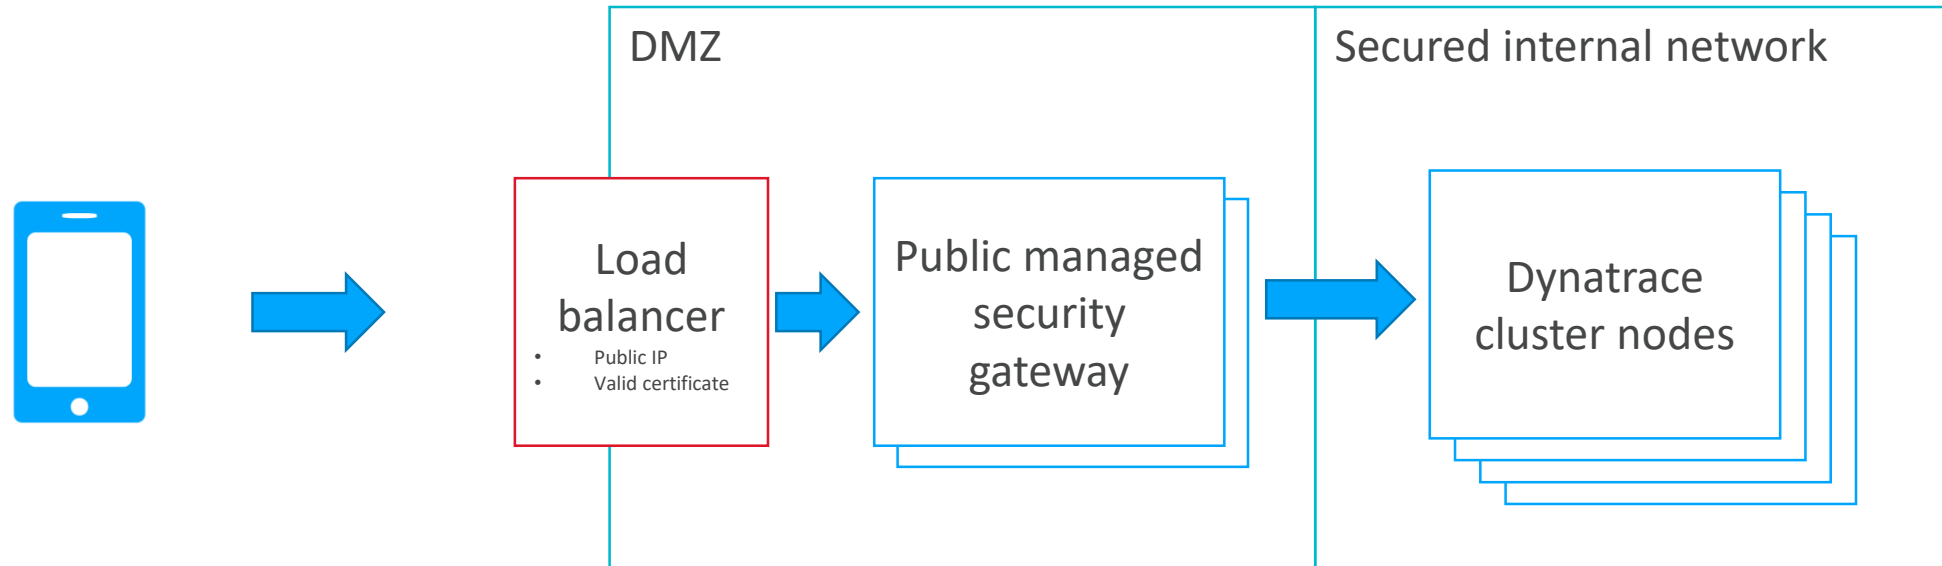 DMZ
Secured internal network
Load
balancer
• Public IP
• Valid certificate
Public managed
security
gateway
Dynatrace
cluster nodes